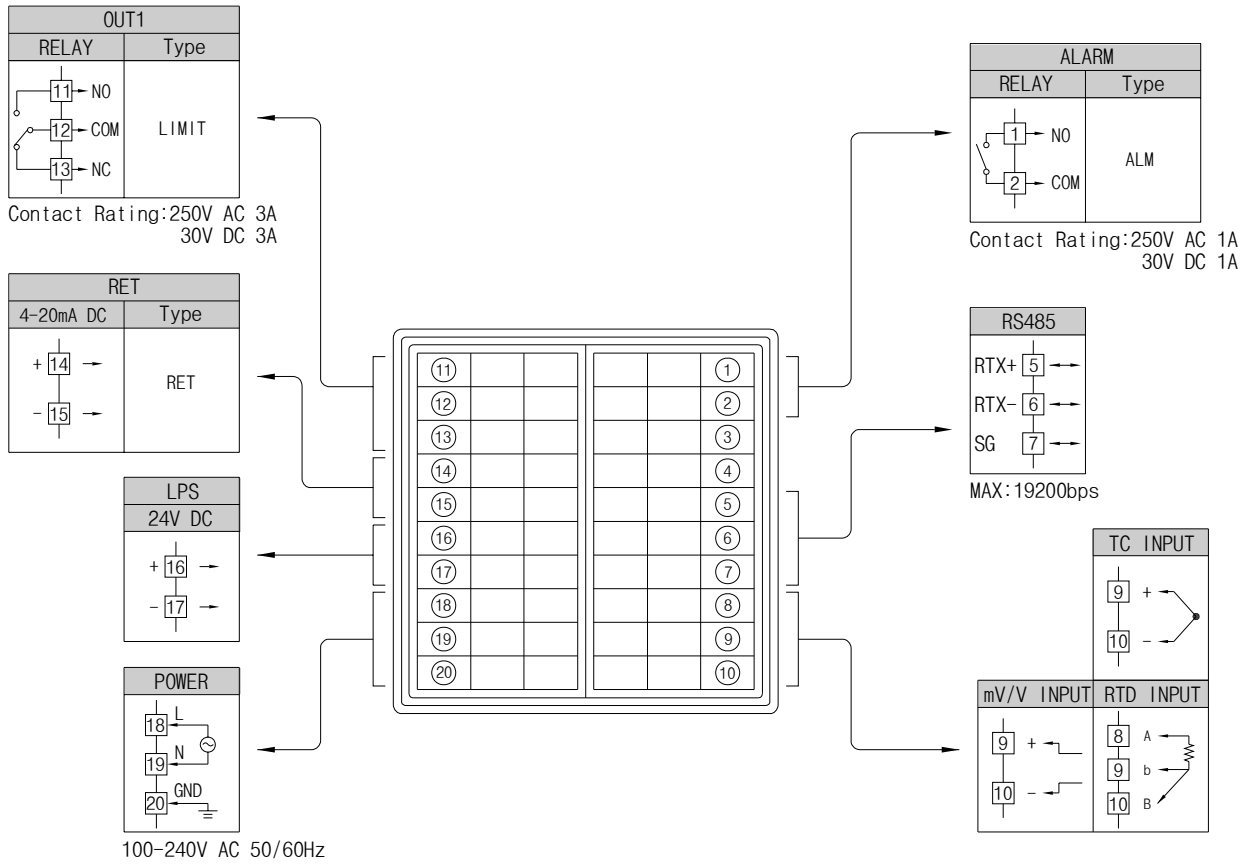 OUT1
RELAY Type
11 NO
12 COM
13 NC
LIMIT
Contact Rating:250V AC 3A
30V DC 3A
RET
4-20mA DC Type
+ 14
- 15
RET
LPS
24V DC
+ 16
- 17
POWER
18 L
19 N
20 GND
100-240V AC 50/60Hz
11
12
13
14
15
16
17
18
19
20
1
2
3
4
5
6
7
8
9
10
ALARM
RELAY Type
1 NO
2 COM
ALM
Contact Rating:250V AC 1A
30V DC 1A
RS485
RTX+ 5
RTX- 6
SG 7
MAX:19200bps
TC INPUT
9 +
10 -
mV/V INPUT
9 +
10 -
RTD INPUT
8 A
9 b
10 B